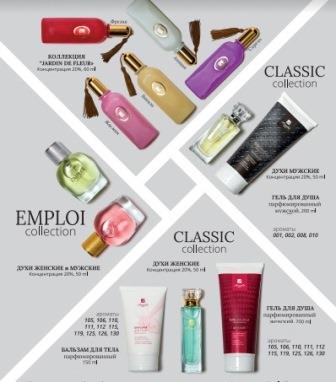 Фрезия
КОЛЛЕКЦИЯ
"JARDIN DE FLEUR»
Концентрация 20%, 60 ml
Жасмин
CLASSIC
collection
ДУХИ МУЖСКИЕ
Концентрация 20%, 50 ml
ГЕЛЬ ДЛЯ ДУША
парфюмированный
мужской, 200 ml
ароматы
001, 002, 008, 010
EMPLOI
collection
ДУХИ ЖЕНСКИЕ и МУЖСКИЕ
Концентрация 20%, 50 ml
CLASSIC
collection
ДУХИ ЖЕНСКИЕ
Концентрация 20%, 50 ml
ароматы
105, 106, 110,
111, 112, 115,
119, 125, 126, 130
БАЛЬЗАМ ДЛЯ ТЕЛА
парфюмированный
150 ml
ГЕЛЬ ДЛЯ ДУША
парфюмированный
женский, 200 ml
ароматы
105, 106, 110, 111, 112
115, 119, 125, 126, 130